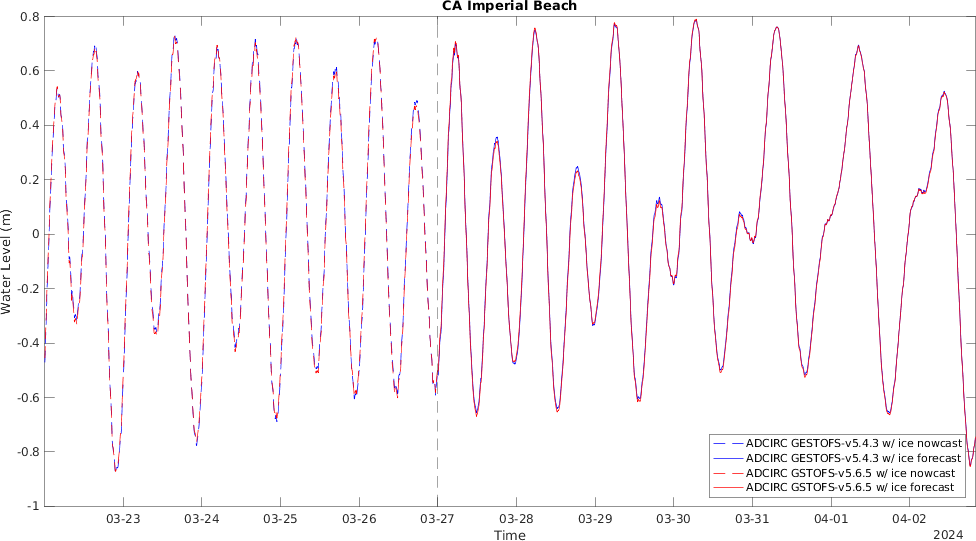 CA Imperial Beach
Water Level (m)
0.8
0.6
0.4
0.2
0
-0.2
-0.4
-0.6
-0.8
-1
ADCIRC GESTOFS-v5.4.3 w/ ice nowcast
ADCIRC GESTOFS-v5.4.3 w/ ice forecast
ADCIRC GSTOFS-v5.6.5 w/ ice nowcast
ADCIRC GSTOFS-v5.6.5 w/ ice forecast
03-23 03-24 03-25 03-26 03-27 03-28 03-29 03-30 03-31 04-01 04-02
Time
2024